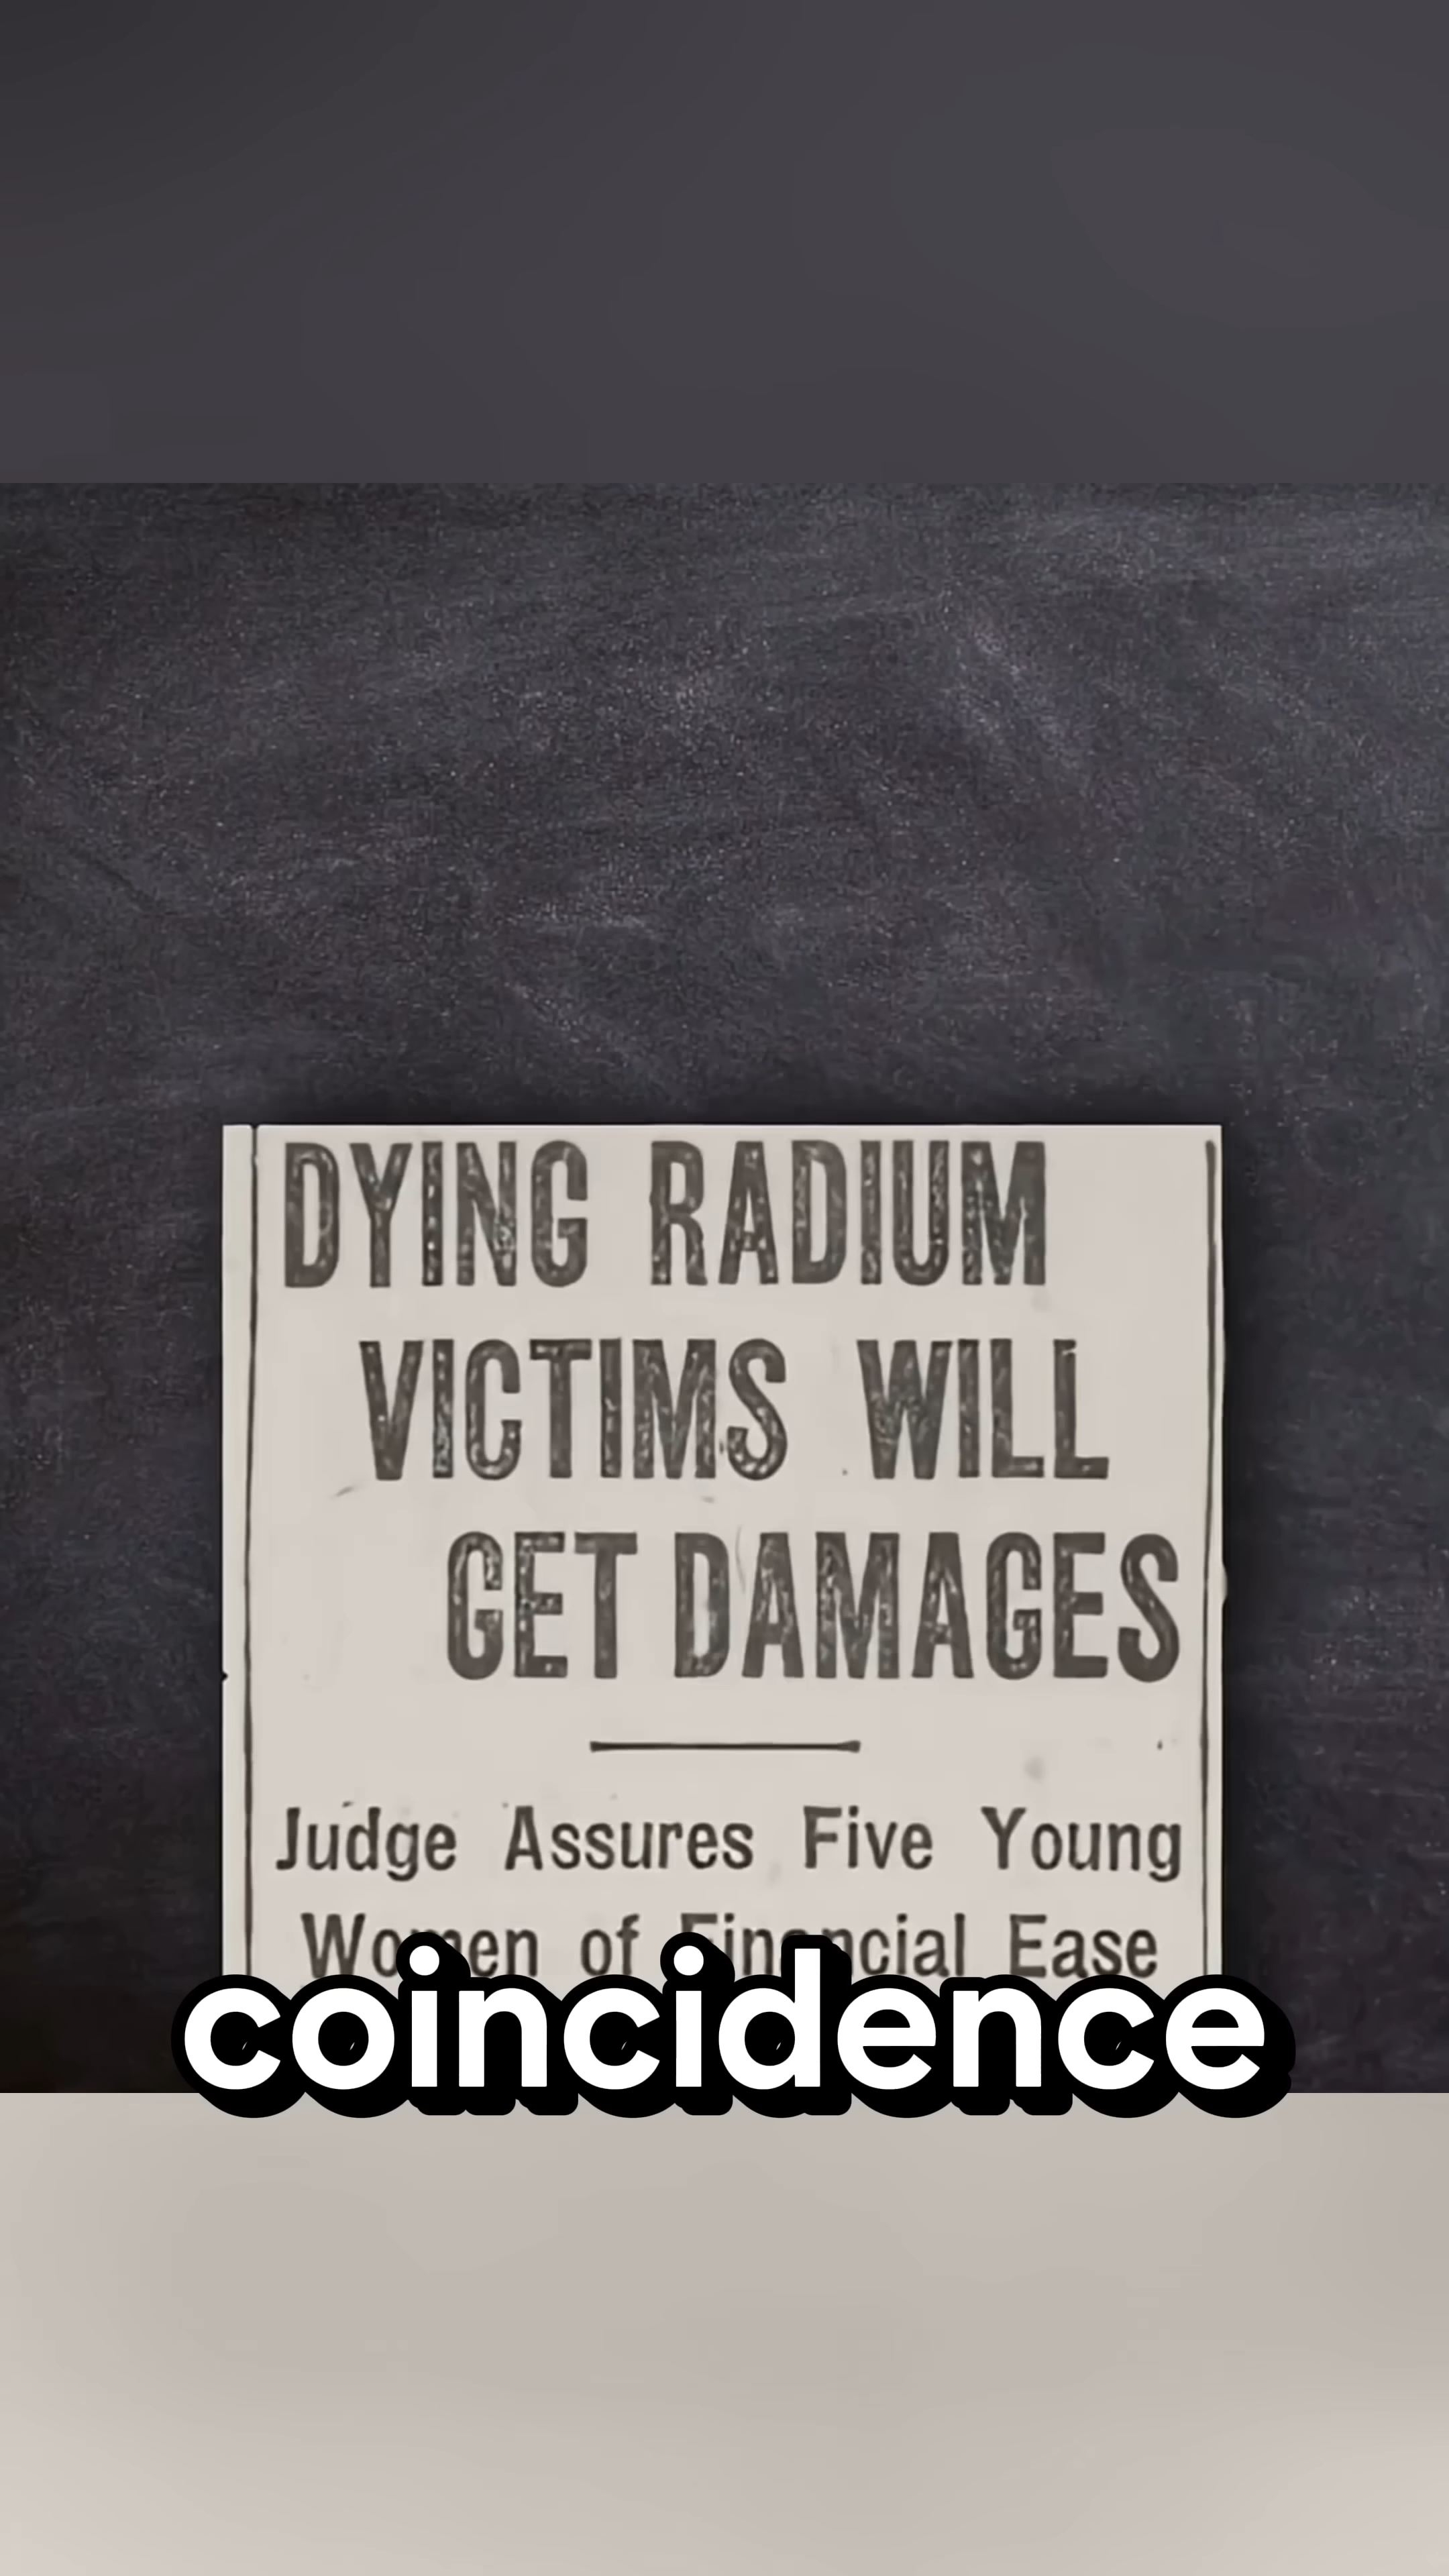 DYING RADIUM
VICTIMS WILL
GET DAMAGES
Judge Assures Five Young
Women of Financial Ease
coincidence